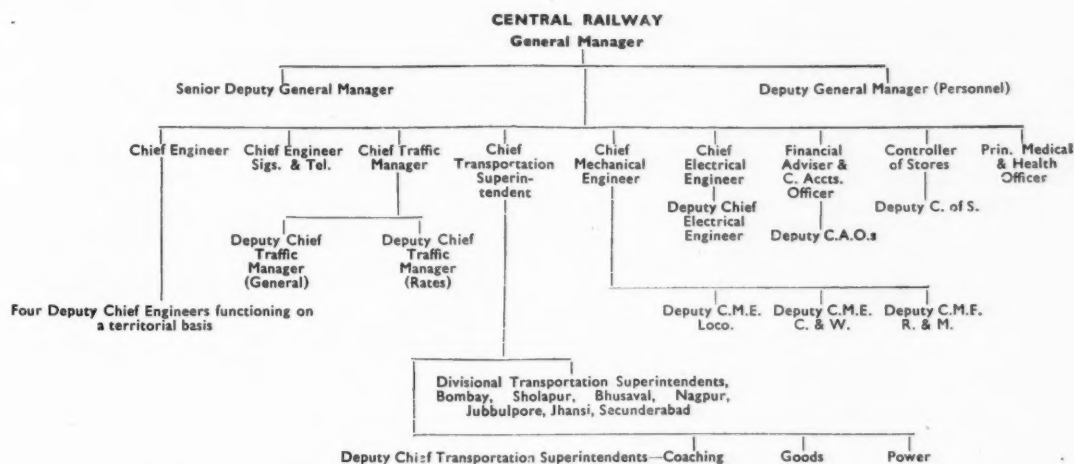 CENTRAL RAILWAY
General Manager
Senior Deputy General Manager
Deputy General Manager (Personnel)
Chief Engineer
Chief Engineer
Sigs. & Tel.
Chief Traffic
Manager
Chief
Transportation
Superin-
tendent
Chief
Mechanical
Engineer
Chief
Electrical
Engineer
Financial
Adviser &
C. Accts.
Officer
Controller
of Stores
Prin. Medical
& Health
Officer
Deputy Chief
Electrical
Engineer
Deputy C.A.O.s
Deputy C. of S.
Deputy Chief
Traffic
Manager
(General)
Deputy Chief
Traffic
Manager
(Rates)
Four Deputy Chief Engineers functioning on
a territorial basis
Deputy C.M.E.
Loco.
Deputy C.M.E.
C. & W.
Deputy C.M.E.
R. & M.
Divisional Transportation Superintendents,
Bombay, Sholapur, Bhusaval, Nagpur,
Jubbulpore, Jhansi, Secunderabad
Deputy Chief Transportation Superintendents—Coaching Goods Power